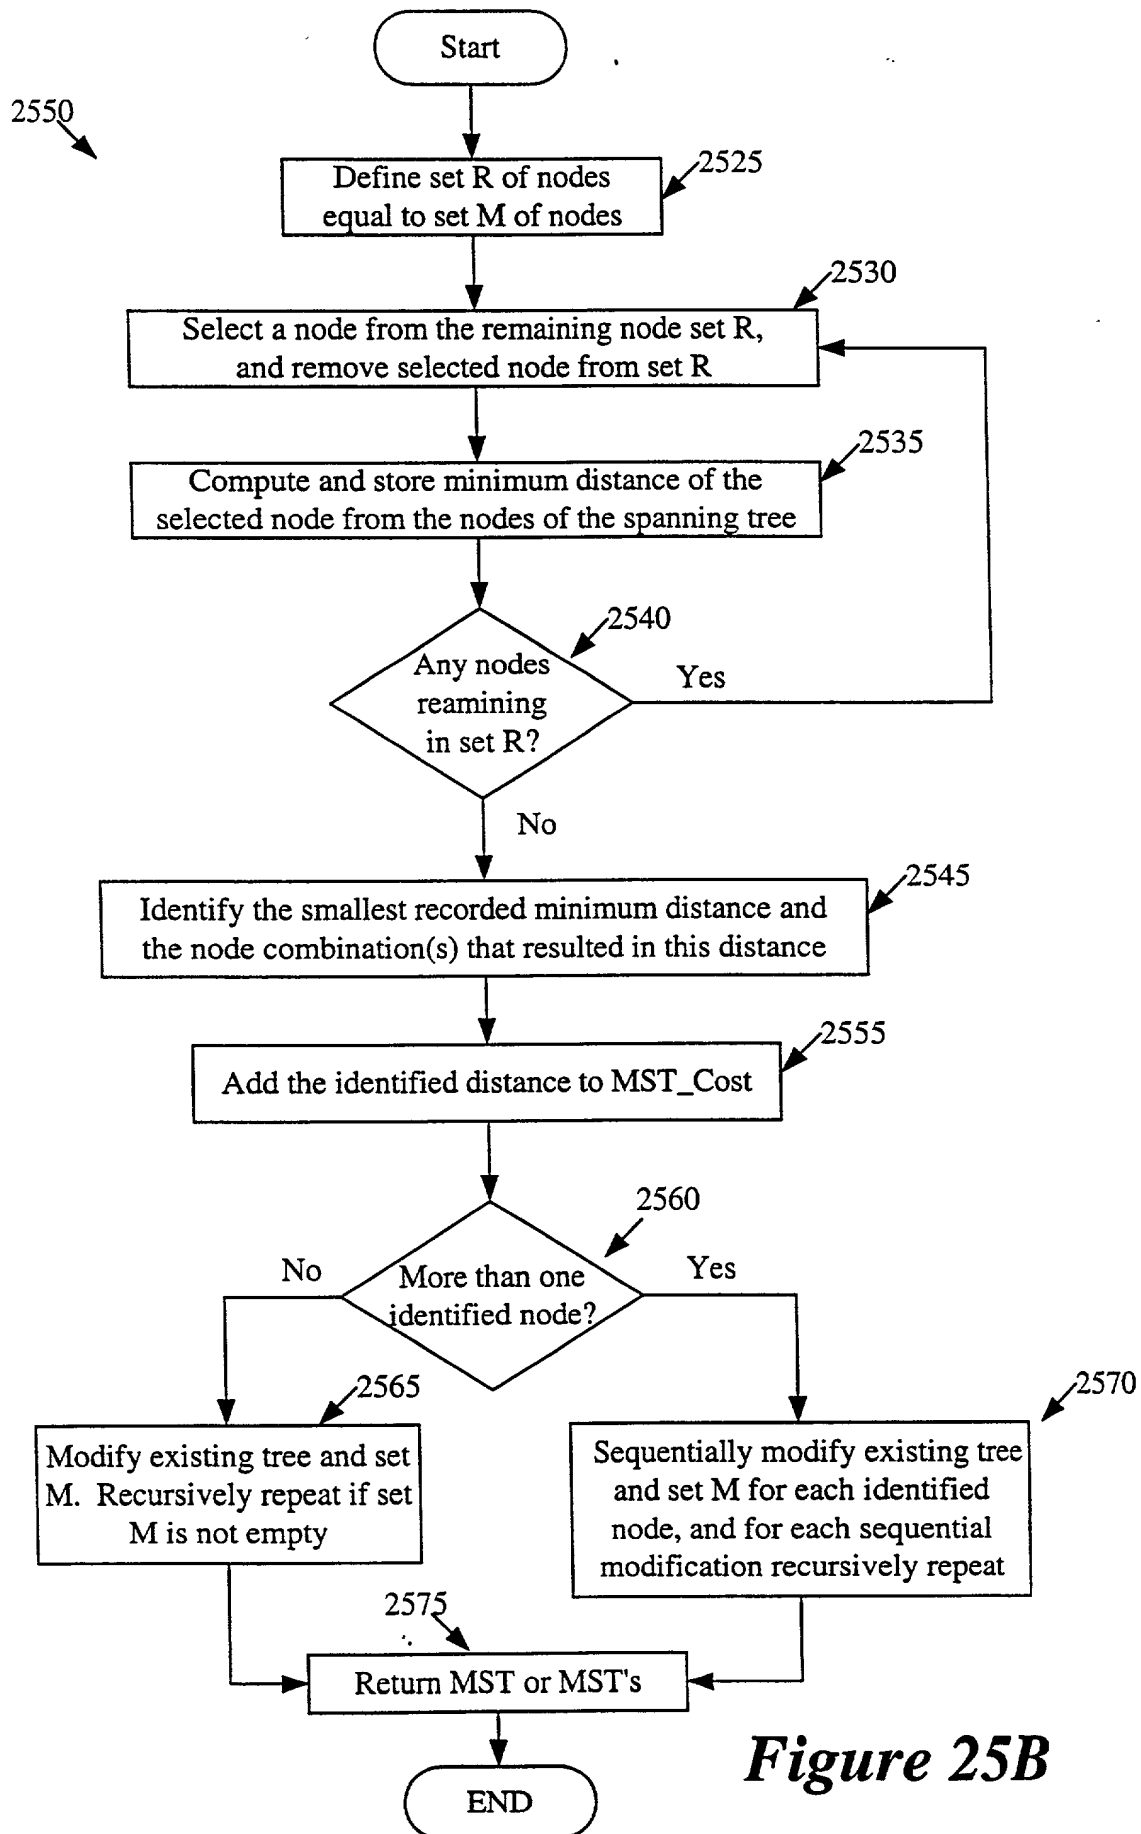 Start
2550
Define set R of nodes
equal to set M of nodes
2525
2530
Select a node from the remaining node set R,
and remove selected node from set R
2535
Compute and store minimum distance of the
selected node from the nodes of the spanning tree
2540
Any nodes
reamining
in set R?
Yes
No
2545
Identify the smallest recorded minimum distance and
the node combination(s) that resulted in this distance
2555
Add the identified distance to MST_Cost
2560
No
More than one
identified node?
Yes
2565
Modify existing tree and set
M. Recursively repeat if set
M is not empty
2570
Sequentially modify existing tree
and set M for each identified
node, and for each sequential
modification recursively repeat
2575
Return MST or MST's
END
Figure 25B